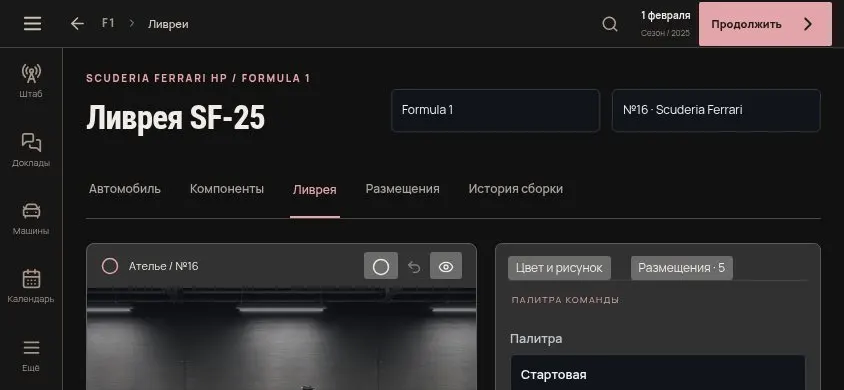 F1 > Ливреи
1 февраля
Сезон / 2025
Продолжить
Штаб
Доклады
Машины
Календарь
Ещё
SCUDERIA FERRARI HP / FORMULA 1
Ливрея SF-25
Formula 1
№16 · Scuderia Ferrari
Автомобиль
Компоненты
Ливрея
Размещения
История сборки
Ателье / №16
Цвет и рисунок
Размещения · 5
ПАЛИТРА КОМАНДЫ
Палитра
Стартовая